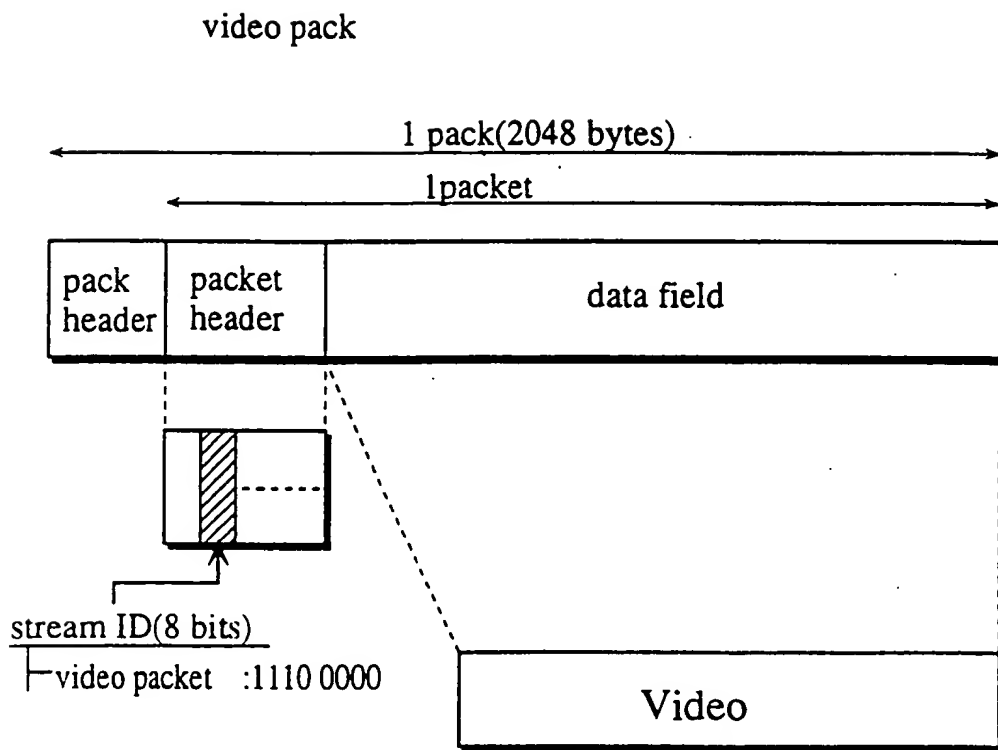 video pack
1 pack(2048 bytes)
1packet
pack
header
packet
header
data field
stream ID(8 bits)
video packet :1110 0000
Video